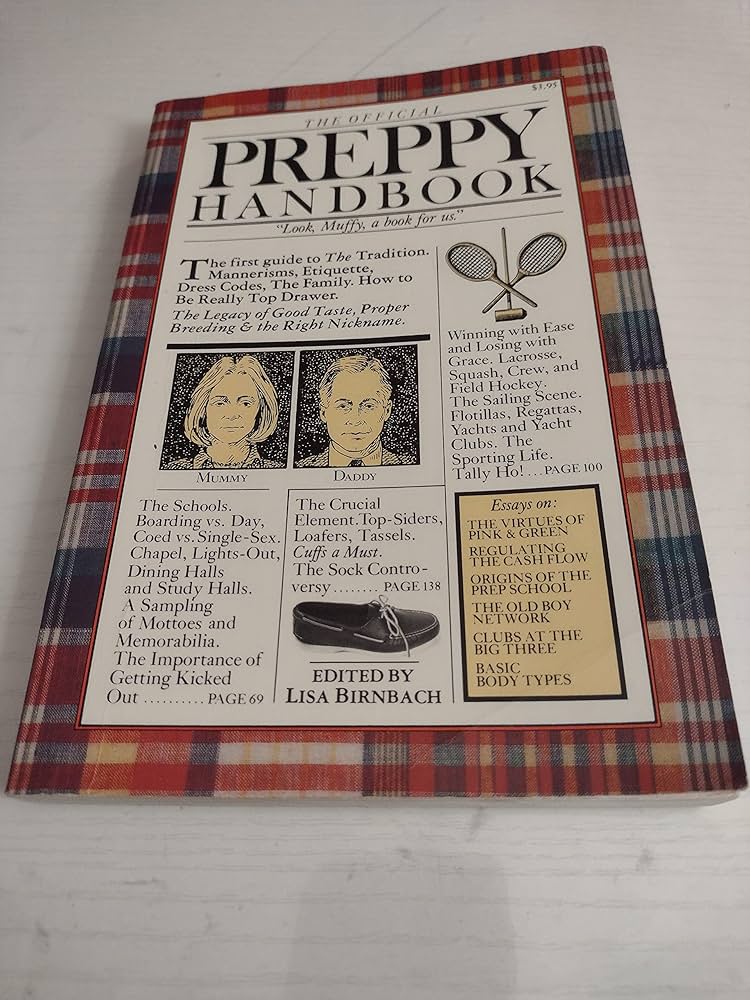 $3.95
THE OFFICIAL
PREPPY
HANDBOOK
"Look, Muffy, a book for us."
The first guide to The Tradition.
Mannerisms, Etiquette,
Dress Codes, The Family. How to
Be Really Top Drawer.
The Legacy of Good Taste, Proper
Breeding & the Right Nickname.
MUMMY
DADDY
Winning with Ease
and Losing with
Grace. Lacrosse,
Squash, Crew, and
Field Hockey.
The Sailing Scene.
Flotillas, Regattas,
Yachts and Yacht
Clubs. The
Sporting Life.
Tally Ho! ...PAGE 100
The Schools.
Boarding vs. Day,
Coed vs. Single-Sex.
Chapel, Lights-Out,
Dining Halls
and Study Halls.
A Sampling
of Mottoes and
Memorabilia.
The Importance of
Getting Kicked
Out .......... PAGE 69
The Crucial
Element. Top-Siders,
Loafers, Tassels.
Cuffs a Must.
The Sock Contro-
versy ........ PAGE 138
EDITED BY
LISA BIRNBACH
Essays on:
THE VIRTUES OF
PINK & GREEN
REGULATING
THE CASH FLOW
ORIGINS OF THE
PREP SCHOOL
THE OLD BOY
NETWORK
CLUBS AT THE
BIG THREE
BASIC
BODY TYPES